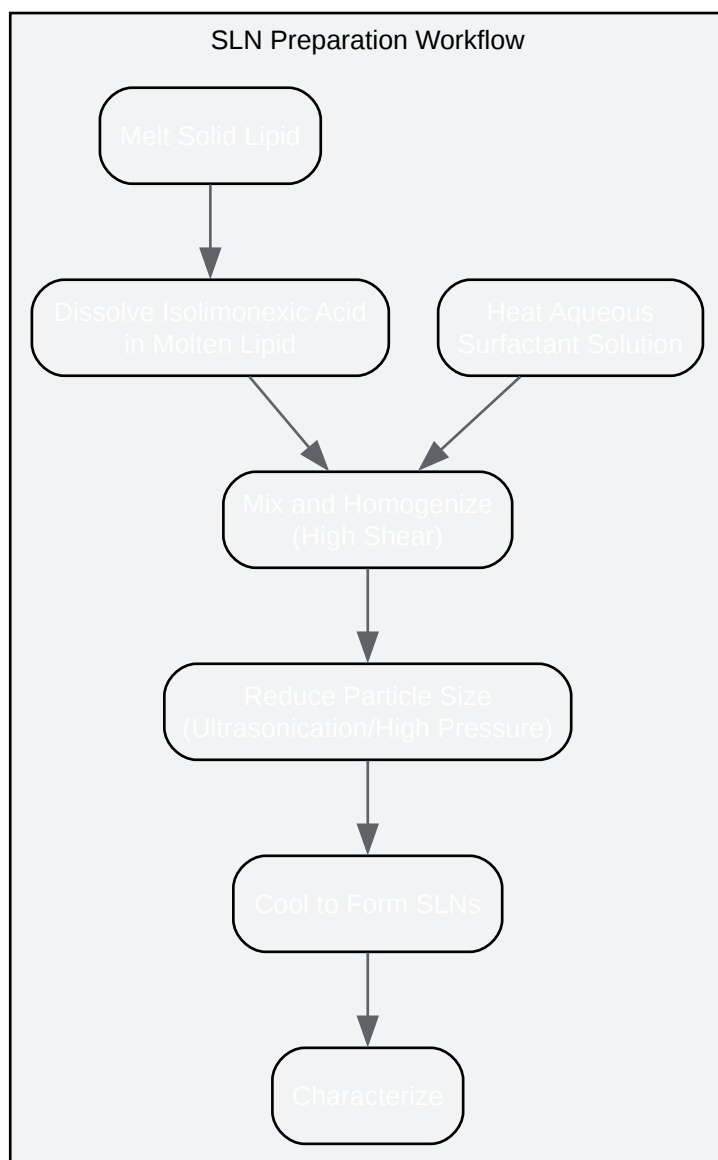 SLN Preparation Workflow
Melt Solid Lipid
Dissolve Isolimonexic Acid
in Molten Lipid
Heat Aqueous
Surfactant Solution
Mix and Homogenize
(High Shear)
Reduce Particle Size
(Ultrasonication/High Pressure)
Cool to Form SLNs
Characterize